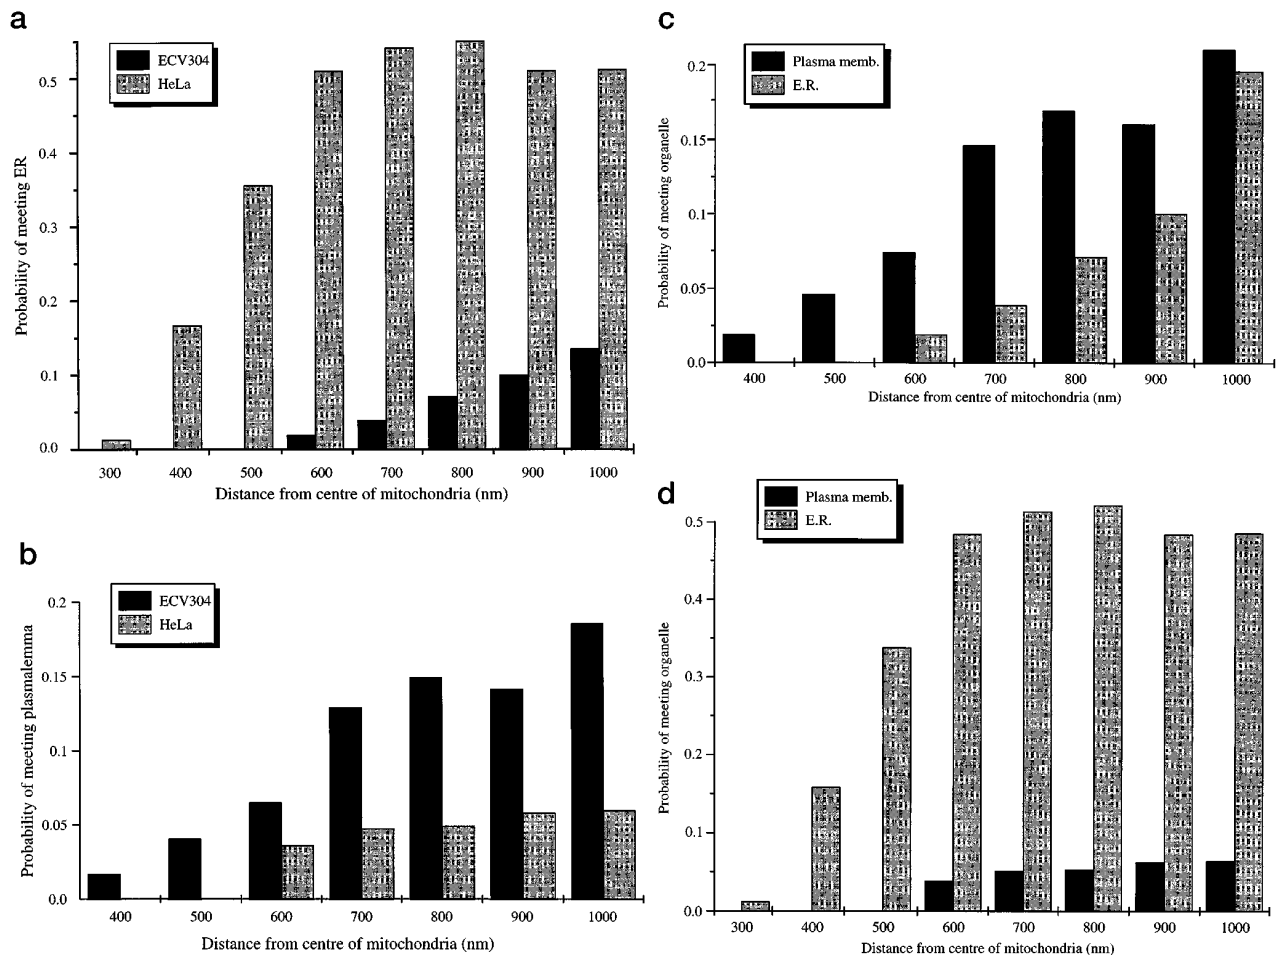 a
ECV304
HeLa
Probability of meeting ER
0.5
0.4
0.3
0.2
0.1
0.0
300 400 500 600 700 800 900 1000
Distance from centre of mitochondria (nm)
b
ECV304
HeLa
Probability of meeting plasmalemma
0.2
0.15
0.1
0.05
0.0
400 500 600 700 800 900 1000
Distance from centre of mitochondria (nm)
c
Plasma memb.
E.R.
Probability of meeting organelle
0.2
0.15
0.1
0.05
0.0
400 500 600 700 800 900 1000
Distance from centre of mitochondria (nm)
d
Plasma memb.
E.R.
Probability of meeting organelle
0.5
0.4
0.3
0.2
0.1
0.0
300 400 500 600 700 800 900 1000
Distance from centre of mitochondria (nm)